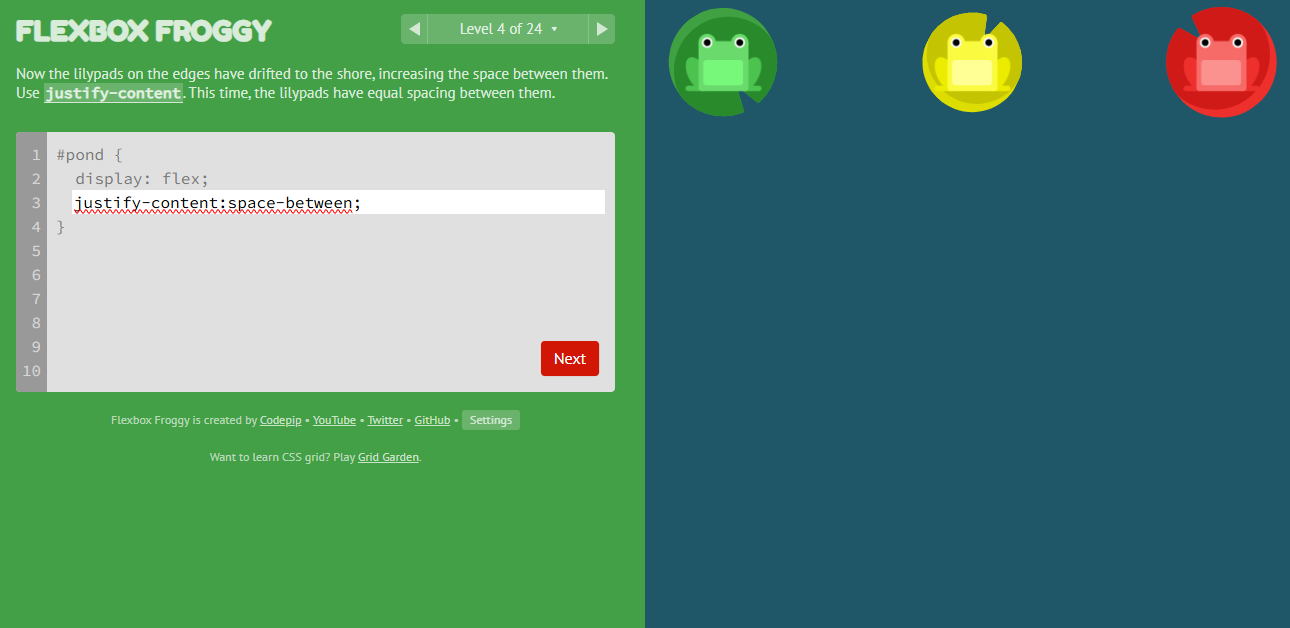 FLEXBOX FROGGY
Level 4 of 24
Now the lilypads on the edges have drifted to the shore, increasing the space between them.
Use justify-content. This time, the lilypads have equal spacing between them.
1 #pond {
2 display: flex;
3 justify-content:space-between;
4 }
5
6
7
8
9
10
Next
Flexbox Froggy is created by Codepip • YouTube • Twitter • GitHub • Settings
Want to learn CSS grid? Play Grid Garden.